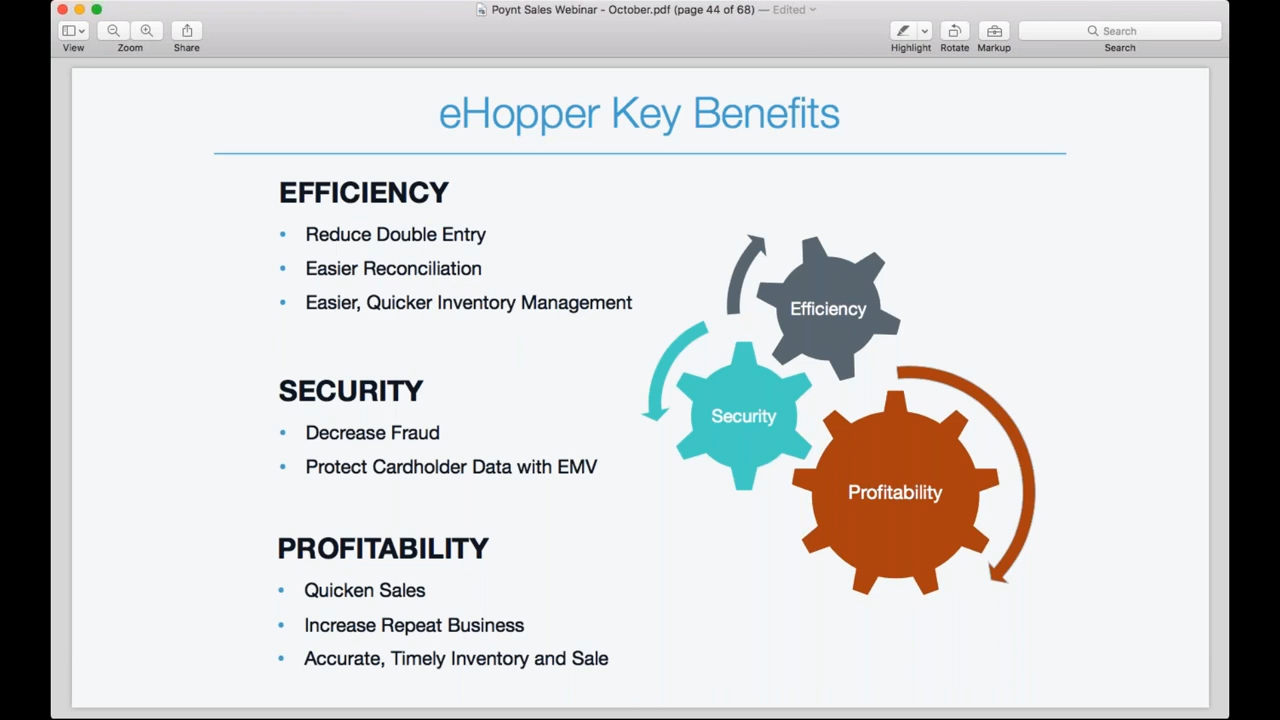 Poynt Sales Webinar - October.pdf (page 44 of 68) — Edited
View
Zoom
Share
Highlight
Rotate
Markup
Search
Search
eHopper Key Benefits
EFFICIENCY
• Reduce Double Entry
• Easier Reconciliation
• Easier, Quicker Inventory Management
SECURITY
• Decrease Fraud
• Protect Cardholder Data with EMV
PROFITABILITY
• Quicken Sales
• Increase Repeat Business
• Accurate, Timely Inventory and Sale
Efficiency
Security
Profitability